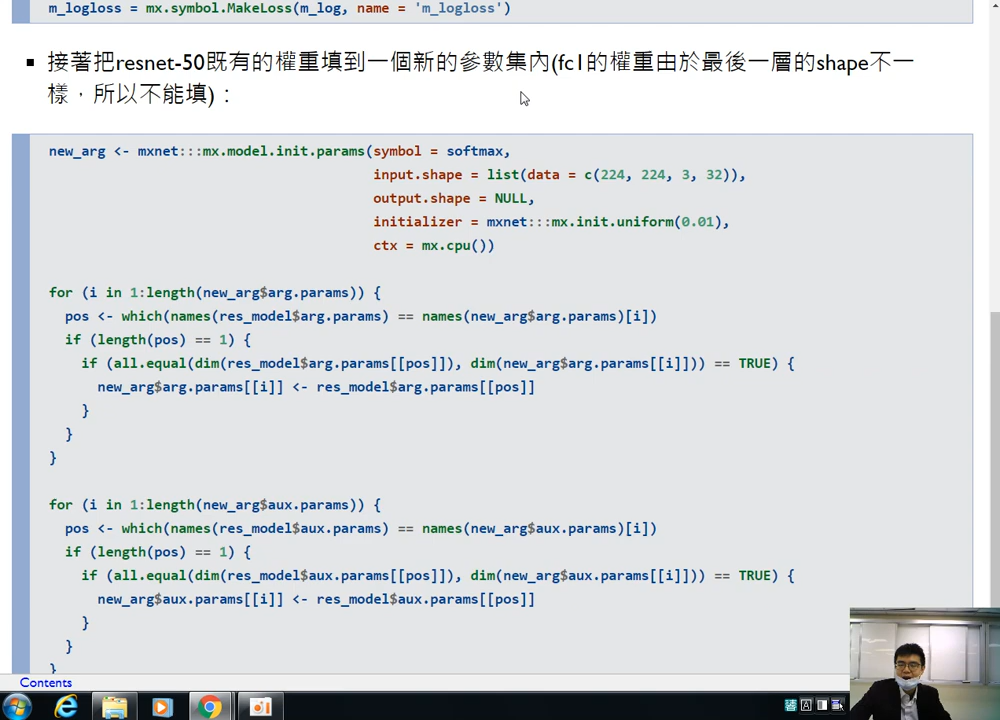 m_logloss = mx.symbol.MakeLoss(m_log, name = 'm_logloss')
▪ 接著把resnet-50既有的權重填到一個新的參數集內(fc1的權重由於最後一層的shape不一
樣，所以不能填)：
new_arg <- mxnet:::mx.model.init.params(symbol = softmax,
input.shape = list(data = c(224, 224, 3, 32)),
output.shape = NULL,
initializer = mxnet:::mx.init.uniform(0.01),
ctx = mx.cpu())
for (i in 1:length(new_arg$arg.params)) {
pos <- which(names(res_model$arg.params) == names(new_arg$arg.params)[i])
if (length(pos) == 1) {
if (all.equal(dim(res_model$arg.params[[pos]]), dim(new_arg$arg.params[[i]])) == TRUE) {
new_arg$arg.params[[i]] <- res_model$arg.params[[pos]]
}
}
}
for (i in 1:length(new_arg$aux.params)) {
pos <- which(names(res_model$aux.params) == names(new_arg$aux.params)[i])
if (length(pos) == 1) {
if (all.equal(dim(res_model$aux.params[[pos]]), dim(new_arg$aux.params[[i]])) == TRUE) {
new_arg$aux.params[[i]] <- res_model$aux.params[[pos]]
}
}
}
Contents